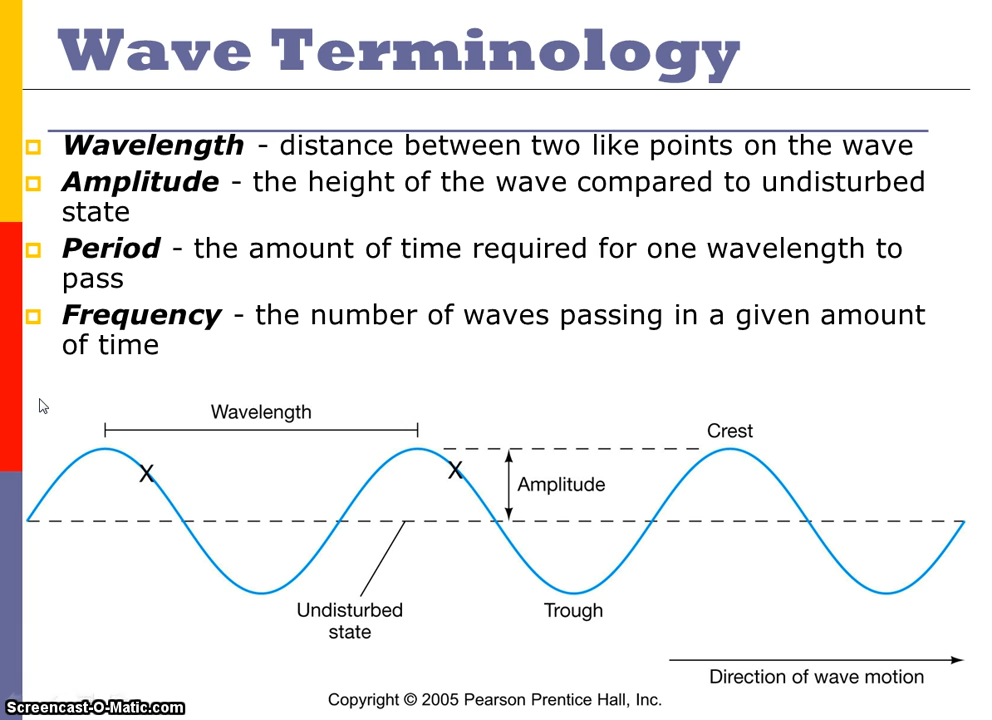 Wave Terminology
Wavelength - distance between two like points on the wave
Amplitude - the height of the wave compared to undisturbed
state
Period - the amount of time required for one wavelength to
pass
Frequency - the number of waves passing in a given amount
of time
Wavelength
Crest
X
X
Amplitude
Undisturbed
state
Trough
Direction of wave motion
Copyright © 2005 Pearson Prentice Hall, Inc.
Screencast-O-Matic.com